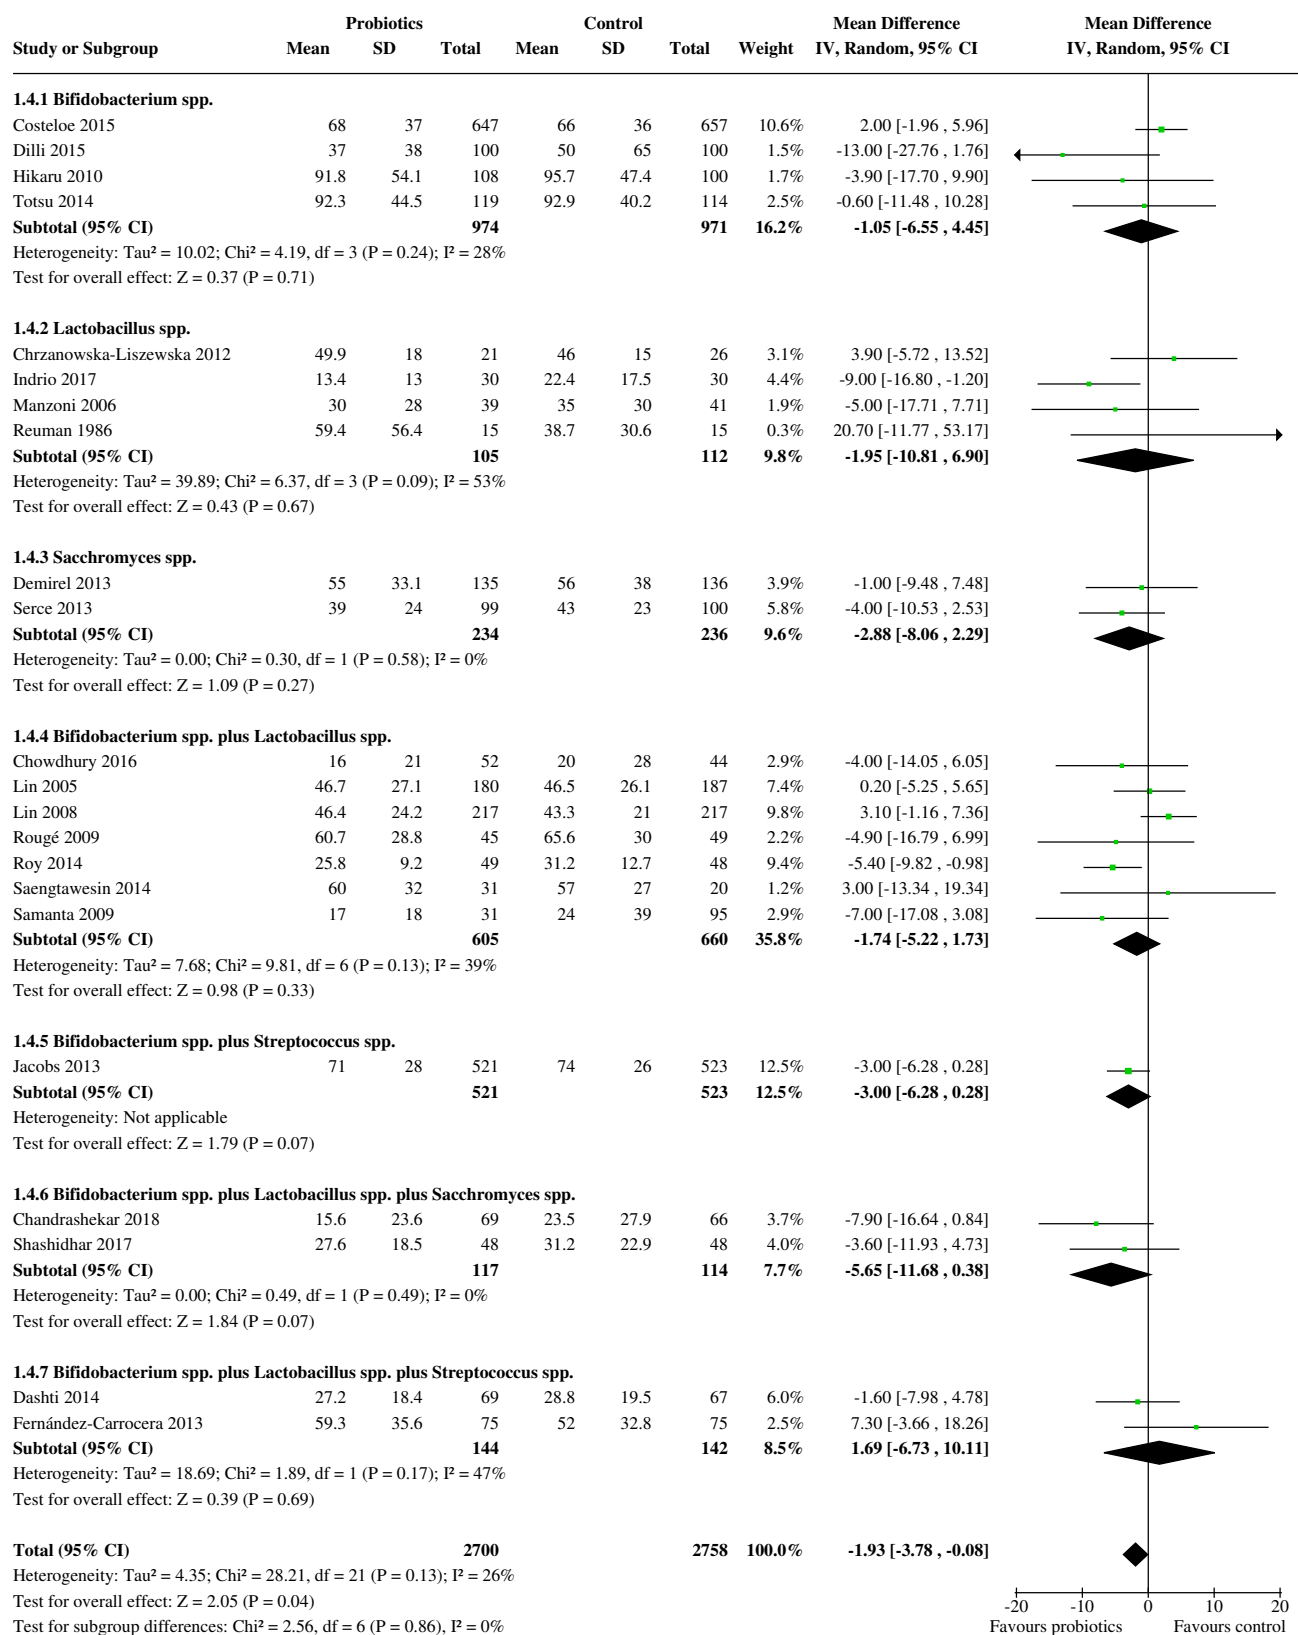 Probiotics Control Mean Difference Mean Difference
Study or Subgroup Mean SD Total Mean SD Total Weight IV, Random, 95% CI IV, Random, 95% CI
1.4.1 Bifidobacterium spp.
Costeloe 2015 68 37 647 66 36 657 10.6% 2.00 [-1.96 , 5.96]
Dilli 2015 37 38 100 50 65 100 1.5% -13.00 [-27.76 , 1.76]
Hikaru 2010 91.8 54.1 108 95.7 47.4 100 1.7% -3.90 [-17.70 , 9.90]
Totsu 2014 92.3 44.5 119 92.9 40.2 114 2.5% -0.60 [-11.48 , 10.28]
Subtotal (95% CI) 974 971 16.2% -1.05 [-6.55 , 4.45]
Heterogeneity: Tau² = 10.02; Chi² = 4.19, df = 3 (P = 0.24); I² = 28%
Test for overall effect: Z = 0.37 (P = 0.71)
1.4.2 Lactobacillus spp.
Chrzanowska-Liszewska 2012 49.9 18 21 46 15 26 3.1% 3.90 [-5.72 , 13.52]
Indrio 2017 13.4 13 30 22.4 17.5 30 4.4% -9.00 [-16.80 , -1.20]
Manzoni 2006 30 28 39 35 30 41 1.9% -5.00 [-17.71 , 7.71]
Reuman 1986 59.4 56.4 15 38.7 30.6 15 0.3% 20.70 [-11.77 , 53.17]
Subtotal (95% CI) 105 112 9.8% -1.95 [-10.81 , 6.90]
Heterogeneity: Tau² = 39.89; Chi² = 6.37, df = 3 (P = 0.09); I² = 53%
Test for overall effect: Z = 0.43 (P = 0.67)
1.4.3 Sacchromyces spp.
Demirel 2013 55 33.1 135 56 38 136 3.9% -1.00 [-9.48 , 7.48]
Serce 2013 39 24 99 43 23 100 5.8% -4.00 [-10.53 , 2.53]
Subtotal (95% CI) 234 236 9.6% -2.88 [-8.06 , 2.29]
Heterogeneity: Tau² = 0.00; Chi² = 0.30, df = 1 (P = 0.58); I² = 0%
Test for overall effect: Z = 1.09 (P = 0.27)
1.4.4 Bifidobacterium spp. plus Lactobacillus spp.
Chowdhury 2016 16 21 52 20 28 44 2.9% -4.00 [-14.05 , 6.05]
Lin 2005 46.7 27.1 180 46.5 26.1 187 7.4% 0.20 [-5.25 , 5.65]
Lin 2008 46.4 24.2 217 43.3 21 217 9.8% 3.10 [-1.16 , 7.36]
Rougé 2009 60.7 28.8 45 65.6 30 49 2.2% -4.90 [-16.79 , 6.99]
Roy 2014 25.8 9.2 49 31.2 12.7 48 9.4% -5.40 [-9.82 , -0.98]
Saengtawesin 2014 60 32 31 57 27 20 1.2% 3.00 [-13.34 , 19.34]
Samanta 2009 17 18 31 24 39 95 2.9% -7.00 [-17.08 , 3.08]
Subtotal (95% CI) 605 660 35.8% -1.74 [-5.22 , 1.73]
Heterogeneity: Tau² = 7.68; Chi² = 9.81, df = 6 (P = 0.13); I² = 39%
Test for overall effect: Z = 0.98 (P = 0.33)
1.4.5 Bifidobacterium spp. plus Streptococcus spp.
Jacobs 2013 71 28 521 74 26 523 12.5% -3.00 [-6.28 , 0.28]
Subtotal (95% CI) 521 523 12.5% -3.00 [-6.28 , 0.28]
Heterogeneity: Not applicable
Test for overall effect: Z = 1.79 (P = 0.07)
1.4.6 Bifidobacterium spp. plus Lactobacillus spp. plus Sacchromyces spp.
Chandrashekar 2018 15.6 23.6 69 23.5 27.9 66 3.7% -7.90 [-16.64 , 0.84]
Shashidhar 2017 27.6 18.5 48 31.2 22.9 48 4.0% -3.60 [-11.93 , 4.73]
Subtotal (95% CI) 117 114 7.7% -5.65 [-11.68 , 0.38]
Heterogeneity: Tau² = 0.00; Chi² = 0.49, df = 1 (P = 0.49); I² = 0%
Test for overall effect: Z = 1.84 (P = 0.07)
1.4.7 Bifidobacterium spp. plus Lactobacillus spp. plus Streptococcus spp.
Dashti 2014 27.2 18.4 69 28.8 19.5 67 6.0% -1.60 [-7.98 , 4.78]
Fernández-Carrocera 2013 59.3 35.6 75 52 32.8 75 2.5% 7.30 [-3.66 , 18.26]
Subtotal (95% CI) 144 142 8.5% 1.69 [-6.73 , 10.11]
Heterogeneity: Tau² = 18.69; Chi² = 1.89, df = 1 (P = 0.17); I² = 47%
Test for overall effect: Z = 0.39 (P = 0.69)
Total (95% CI) 2700 2758 100.0% -1.93 [-3.78 , -0.08]
Heterogeneity: Tau² = 4.35; Chi² = 28.21, df = 21 (P = 0.13); I² = 26%
Test for overall effect: Z = 2.05 (P = 0.04) -20 -10 0 10 20
Test for subgroup differences: Chi² = 2.56, df = 6 (P = 0.86), I² = 0% Favours probiotics Favours control